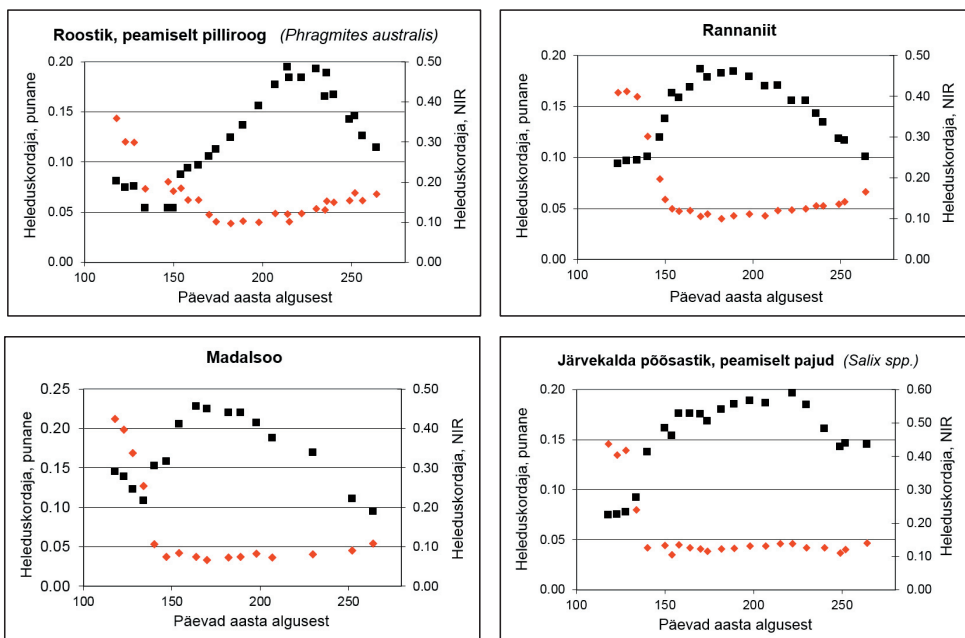 Roostik, peamiselt pilliroog (Phragmites australis)
Heleduskordaja, punane
0.20
0.15
0.10
0.05
0.00
0.50
0.40
0.30
0.20
0.10
0.00
Heleduskordaja, NIR
100 150 200 250
Päevad aasta algusest
Rannaniit
Heleduskordaja, punane
0.20
0.15
0.10
0.05
0.00
0.50
0.40
0.30
0.20
0.10
0.00
Heleduskordaja, NIR
100 150 200 250
Päevad aasta algusest
Madalsoo
Heleduskordaja, punane
0.25
0.20
0.15
0.10
0.05
0.00
0.50
0.40
0.30
0.20
0.10
0.00
Heleduskordaja, NIR
100 150 200 250
Päevad aasta algusest
Järvekalda põõsastik, peamiselt pajud (Salix spp.)
Heleduskordaja, punane
0.20
0.15
0.10
0.05
0.00
0.60
0.50
0.40
0.30
0.20
0.10
0.00
Heleduskordaja, NIR
100 150 200 250
Päevad aasta algusest